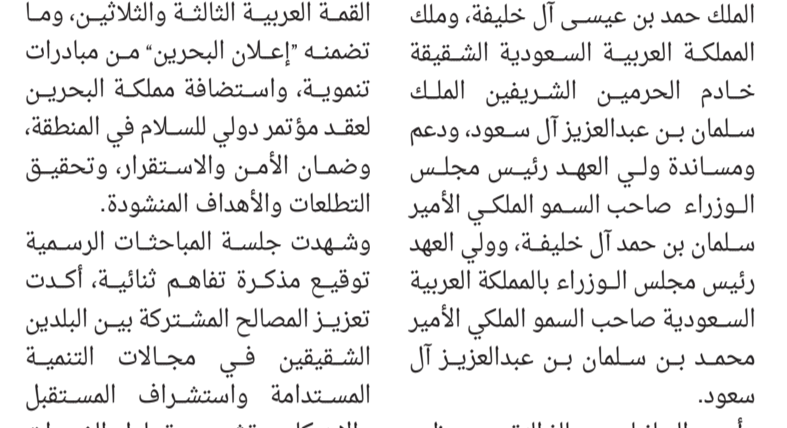 الملك حمد بن عيسى آل خليفة، وملك
المملكة العربية السعودية الشقيقة
خادم الحرمين الشريفين الملك
سلمان بن عبدالعزيز آل سعود، ودعم
ومساندة ولي العهد رئيس مجلس
الوزراء صاحب السمو الملكي الأمير
سلمان بن حمد آل خليفة، وولي العهد
رئيس مجلس الوزراء بالمملكة العربية
السعودية صاحب السمو الملكي الأمير
محمد بن سلمان بن عبدالعزيز آل
سعود.
القمة العربية الثالثة والثلاثين، وما
تضمنه ”إعلان البحرين“ من مبادرات
تنموية، واستضافة مملكة البحرين
لعقد مؤتمر دولي للسلام في المنطقة،
وضمان الأمن والاستقرار، وتحقيق
التطلعات والأهداف المنشودة.
وشهدت جلسة المباحثات الرسمية
توقيع مذكرة تفاهم ثنائية، أكدت
تعزيز المصالح المشتركة بين البلدين
الشقيقين في مجالات التنمية
المستدامة واستشراف المستقبل